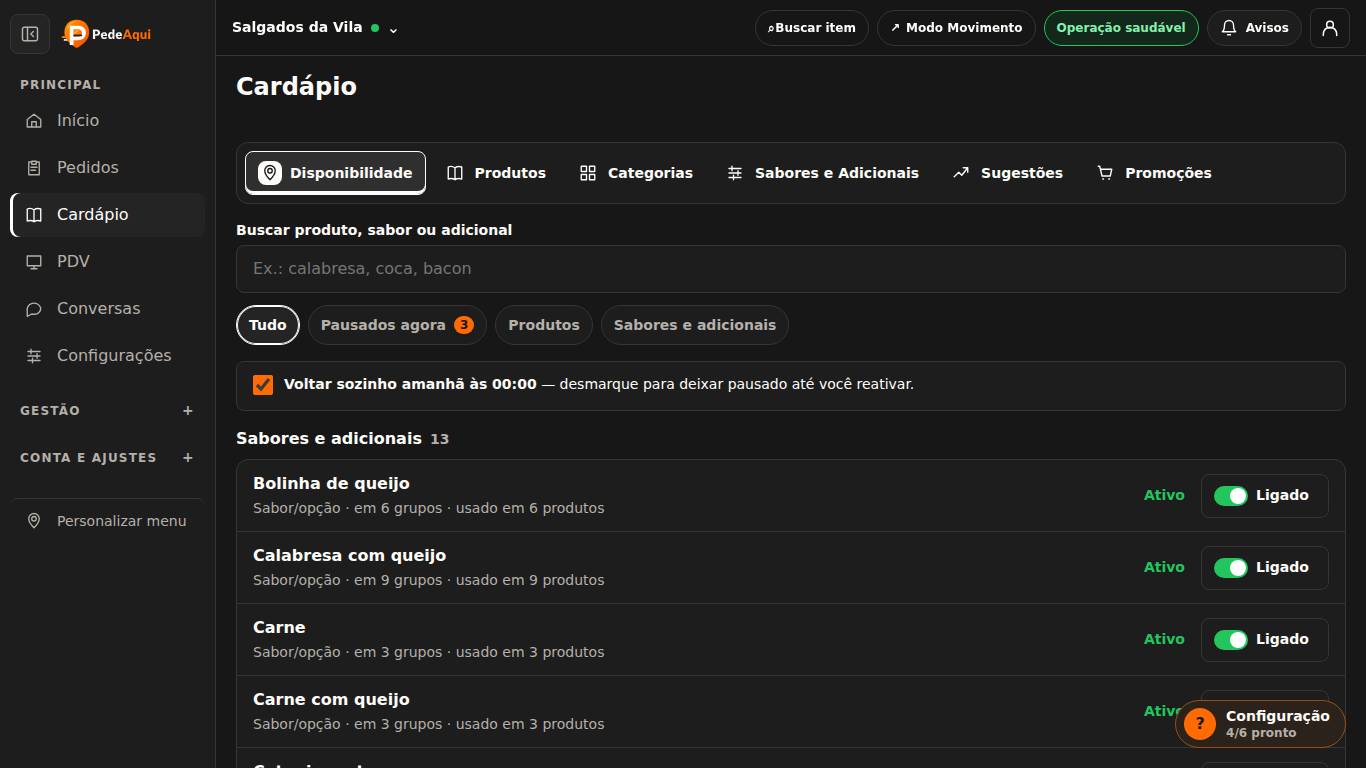 PedeAqui
PRINCIPAL
Início
Pedidos
Cardápio
PDV
Conversas
Configurações
GESTÃO +
CONTA E AJUSTES +
Personalizar menu
Salgados da Vila
Buscar item
Modo Movimento
Operação saudável
Avisos
Cardápio
Disponibilidade
Produtos
Categorias
Sabores e Adicionais
Sugestões
Promoções
Buscar produto, sabor ou adicional
Ex.: calabresa, coca, bacon
Tudo
Pausados agora 3
Produtos
Sabores e adicionais
Voltar sozinho amanhã às 00:00 — desmarque para deixar pausado até você reativar.
Sabores e adicionais 13
Bolinha de queijo
Sabor/opção · em 6 grupos · usado em 6 produtos
Ativo Ligado
Calabresa com queijo
Sabor/opção · em 9 grupos · usado em 9 produtos
Ativo Ligado
Carne
Sabor/opção · em 3 grupos · usado em 3 produtos
Ativo Ligado
Carne com queijo
Sabor/opção · em 3 grupos · usado em 3 produtos
Ativo
? Configuração
4/6 pronto